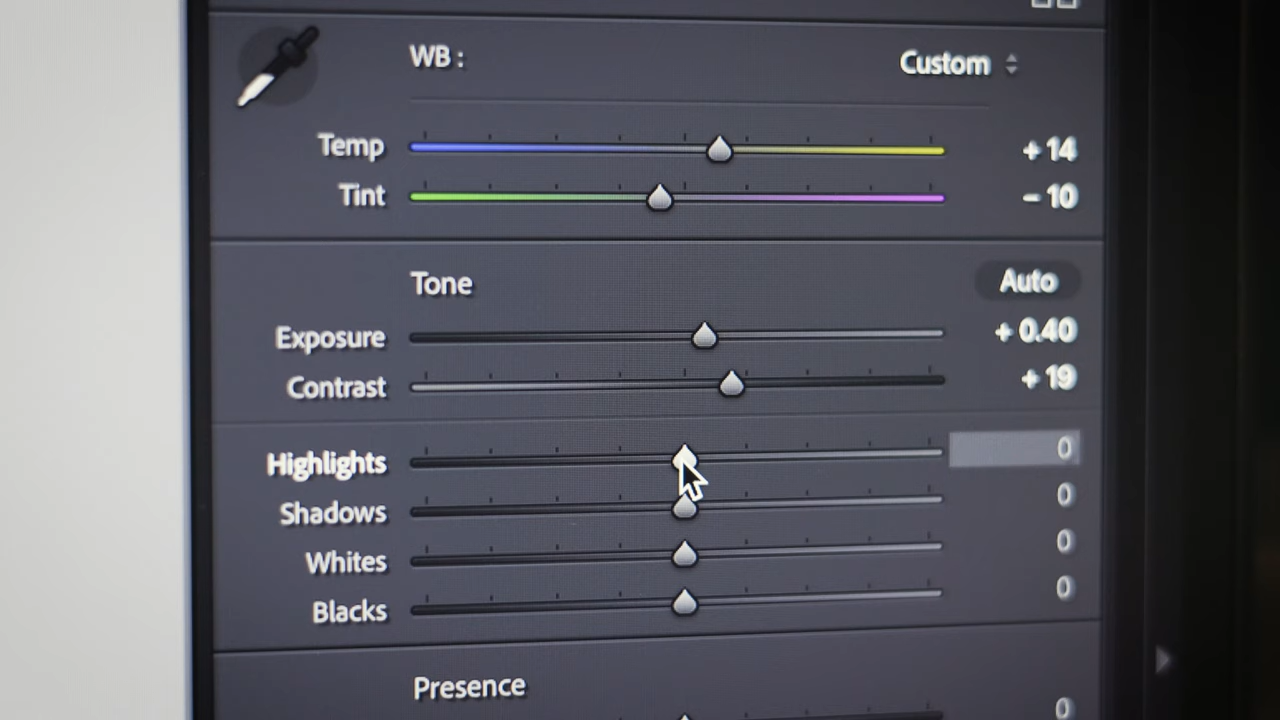 WB : Custom
Temp + 14
Tint - 10
Tone Auto
Exposure + 0.40
Contrast + 19
Highlights 0
Shadows 0
Whites 0
Blacks 0
Presence
0